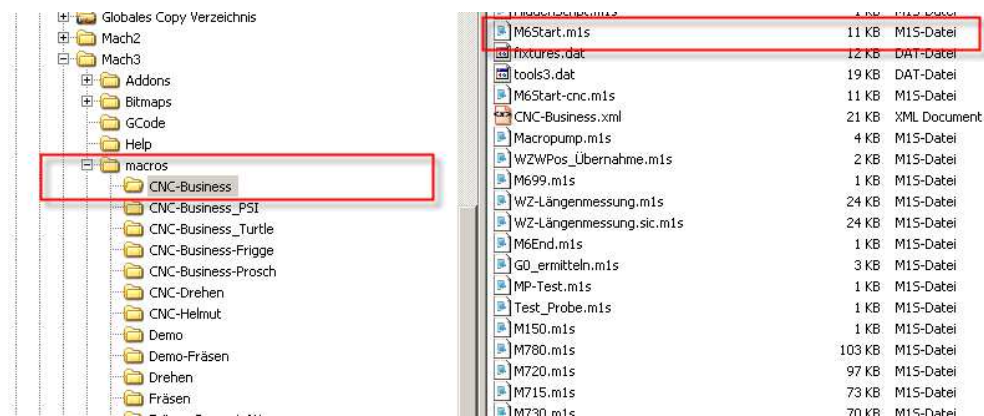 Globales Copy Verzeichnis
Mach2
Mach3
Addons
Bitmaps
GCode
Help
macros
CNC-Business
CNC-Business_PSI
CNC-Business_Turtle
CNC-Business-Frigge
CNC-Business-Prosch
CNC-Drehen
CNC-Helmut
Demo
Demo-Fräsen
Drehen
Fräsen
M6Start.m1s 11 KB M1S-Datei
fixtures.dat 12 KB DAT-Datei
tools3.dat 19 KB DAT-Datei
M6Start-cnc.m1s 11 KB M1S-Datei
CNC-Business.xml 21 KB XML Document
Macropump.m1s 4 KB M1S-Datei
WZWPos_Übernahme.m1s 2 KB M1S-Datei
M699.m1s 1 KB M1S-Datei
WZ-Längenmessung.m1s 24 KB M1S-Datei
WZ-Längenmessung.sic.m1s 24 KB M1S-Datei
M6End.m1s 1 KB M1S-Datei
G0_ermitteln.m1s 3 KB M1S-Datei
MP-Test.m1s 1 KB M1S-Datei
Test_Probe.m1s 1 KB M1S-Datei
M150.m1s 1 KB M1S-Datei
M780.m1s 103 KB M1S-Datei
M720.m1s 97 KB M1S-Datei
M715.m1s 73 KB M1S-Datei
M730.m1s 70 KB M1S-Datei